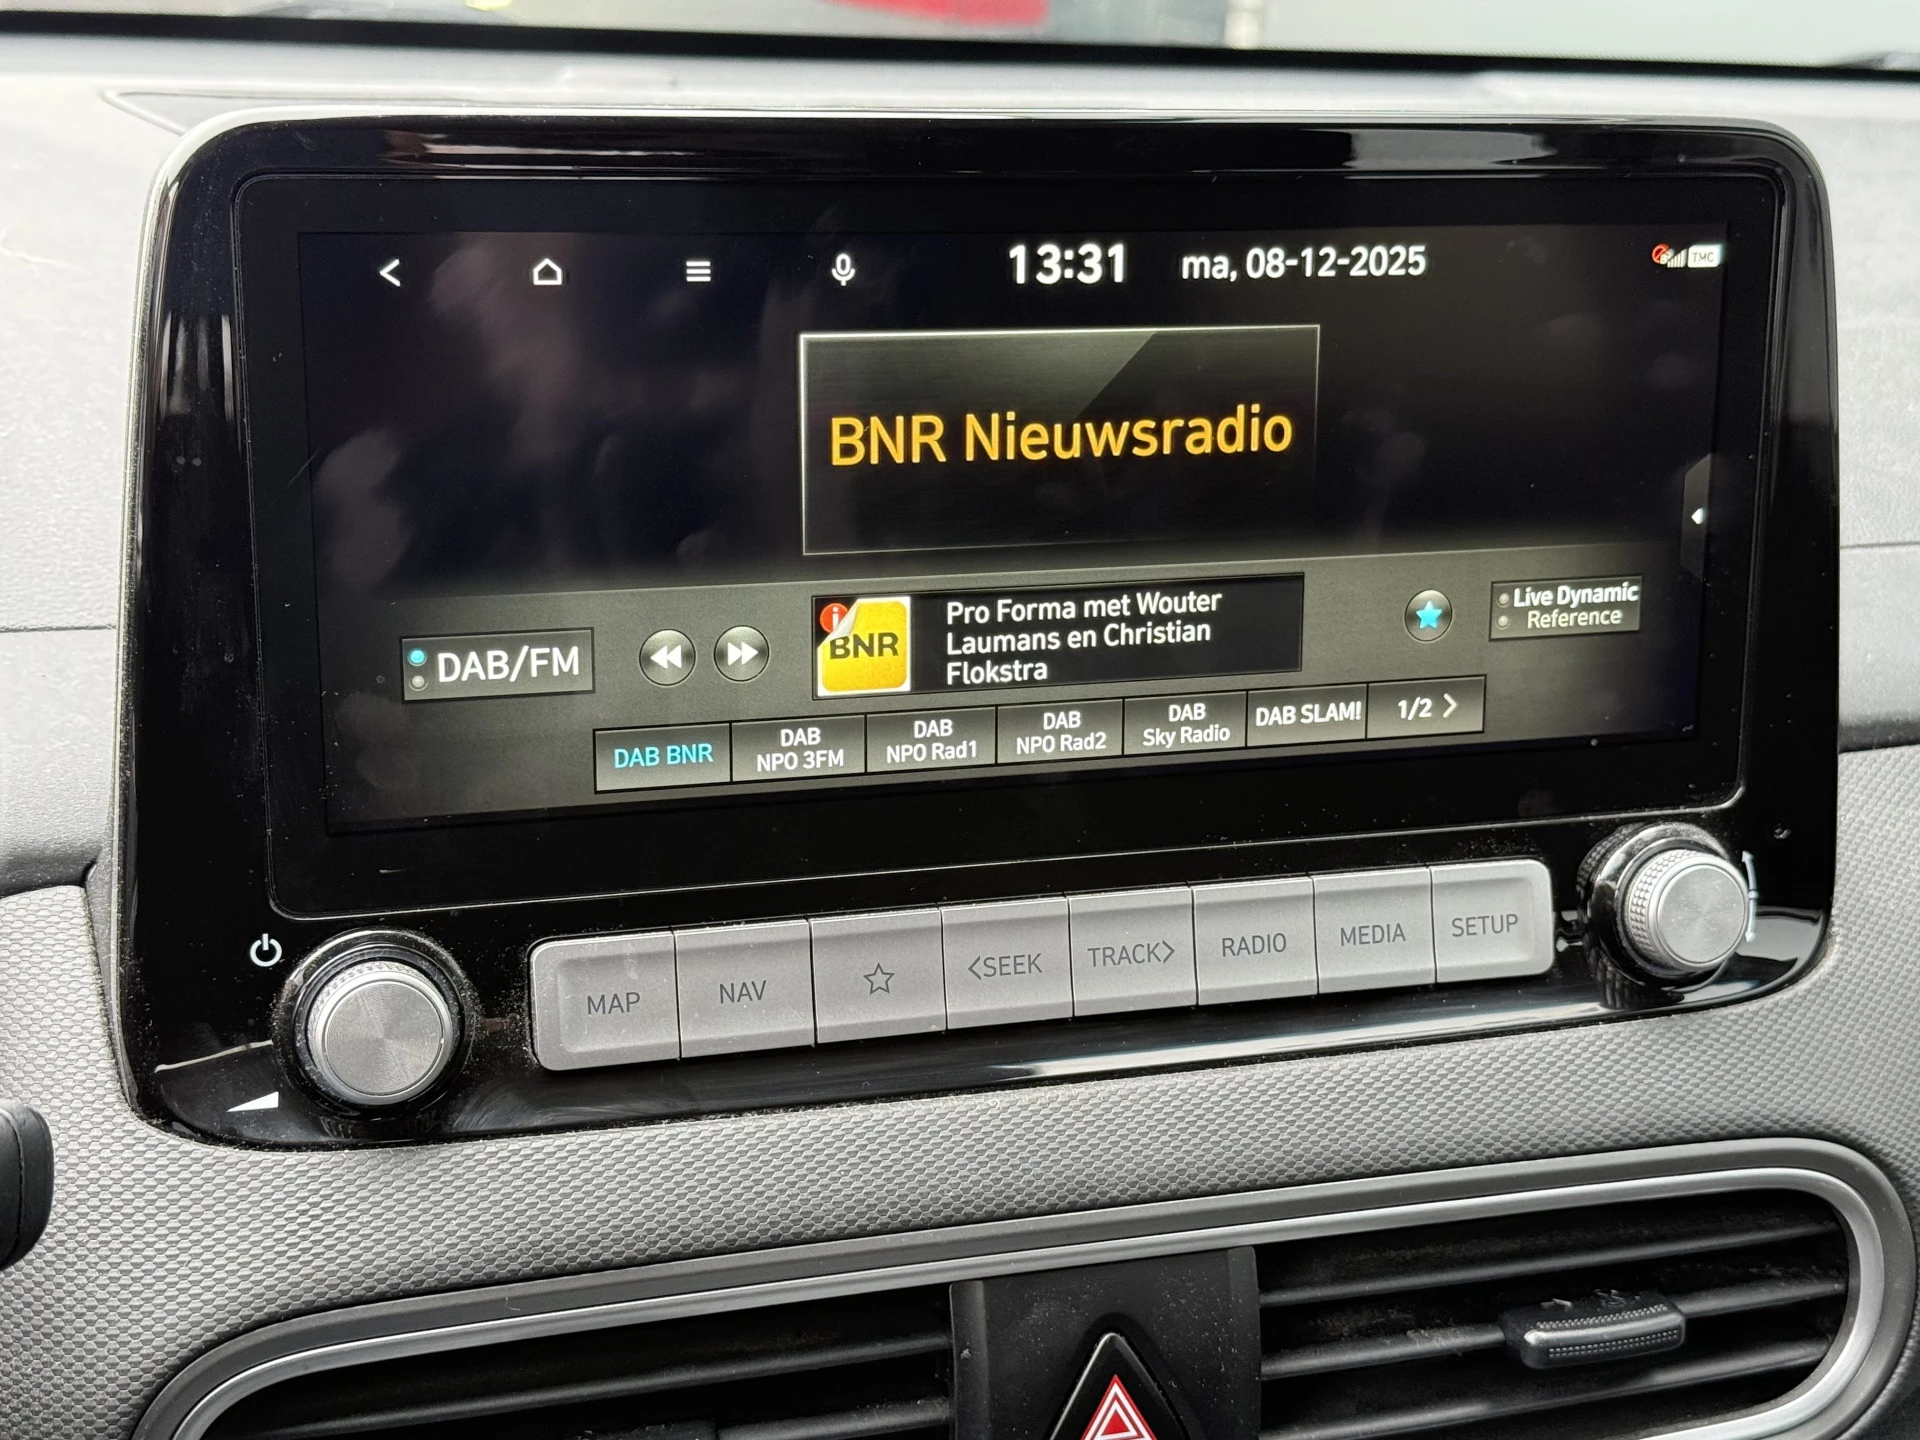 13:31 ma, 08-12-2025 TMC
BNR Nieuwsradio
DAB/FM
i
BNR
Pro Forma met Wouter
Laumans en Christian
Flokstra
Live Dynamic
Reference
DAB BNR
DAB
NPO 3FM
DAB
NPO Rad1
DAB
NPO Rad2
DAB
Sky Radio
DAB SLAM!
1/2 >
MAP
NAV
<SEEK
TRACK>
RADIO
MEDIA
SETUP